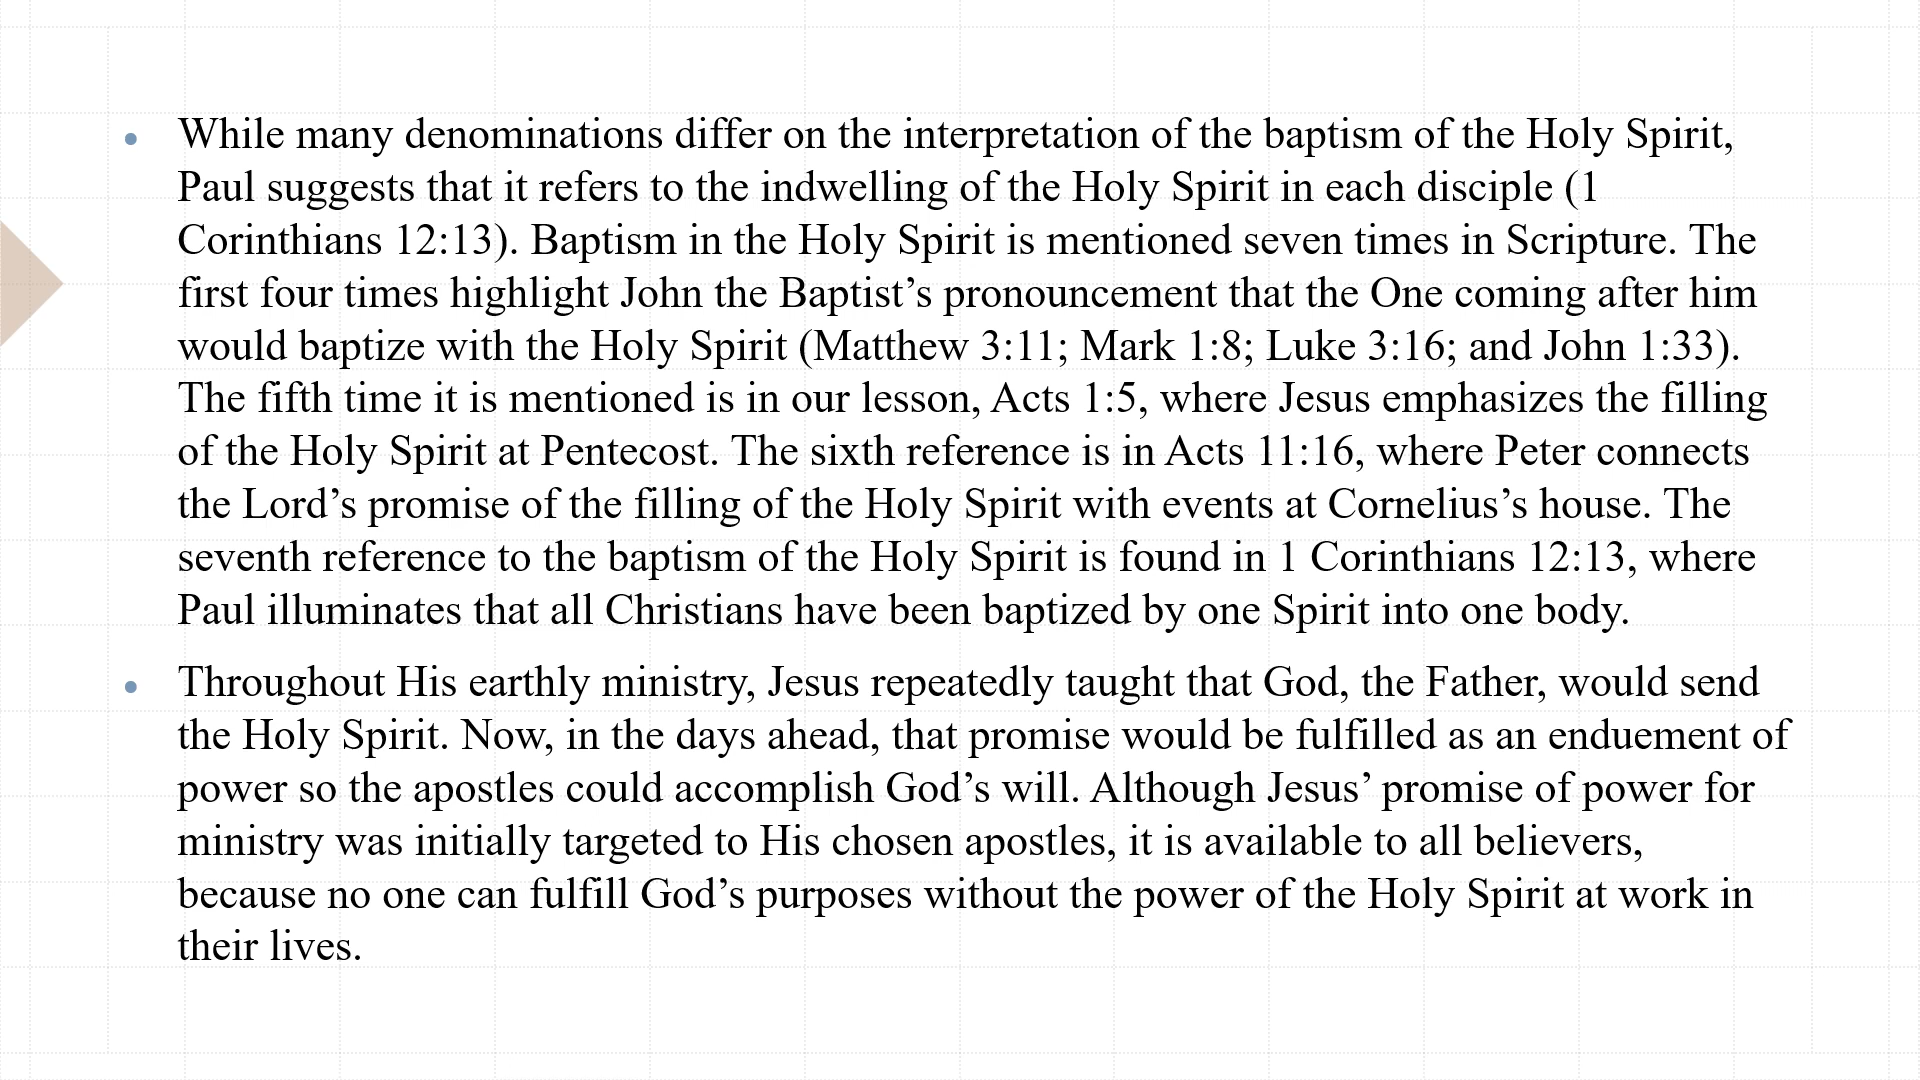 While many denominations differ on the interpretation of the baptism of the Holy Spirit,
Paul suggests that it refers to the indwelling of the Holy Spirit in each disciple (1
Corinthians 12:13). Baptism in the Holy Spirit is mentioned seven times in Scripture. The
first four times highlight John the Baptist’s pronouncement that the One coming after him
would baptize with the Holy Spirit (Matthew 3:11; Mark 1:8; Luke 3:16; and John 1:33).
The fifth time it is mentioned is in our lesson, Acts 1:5, where Jesus emphasizes the filling
of the Holy Spirit at Pentecost. The sixth reference is in Acts 11:16, where Peter connects
the Lord’s promise of the filling of the Holy Spirit with events at Cornelius’s house. The
seventh reference to the baptism of the Holy Spirit is found in 1 Corinthians 12:13, where
Paul illuminates that all Christians have been baptized by one Spirit into one body.
Throughout His earthly ministry, Jesus repeatedly taught that God, the Father, would send
the Holy Spirit. Now, in the days ahead, that promise would be fulfilled as an enduement of
power so the apostles could accomplish God’s will. Although Jesus’ promise of power for
ministry was initially targeted to His chosen apostles, it is available to all believers,
because no one can fulfill God’s purposes without the power of the Holy Spirit at work in
their lives.